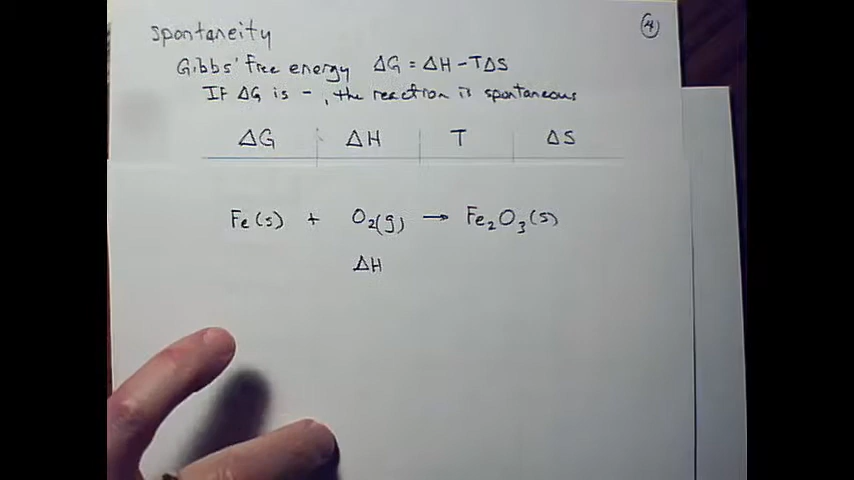 ④
spontaneity
Gibbs' free energy ΔG = ΔH - TΔS
If ΔG is - , the reaction is spontaneous
ΔG ΔH T ΔS
Fe(s) + O₂(g) → Fe₂O₃(s)
ΔH